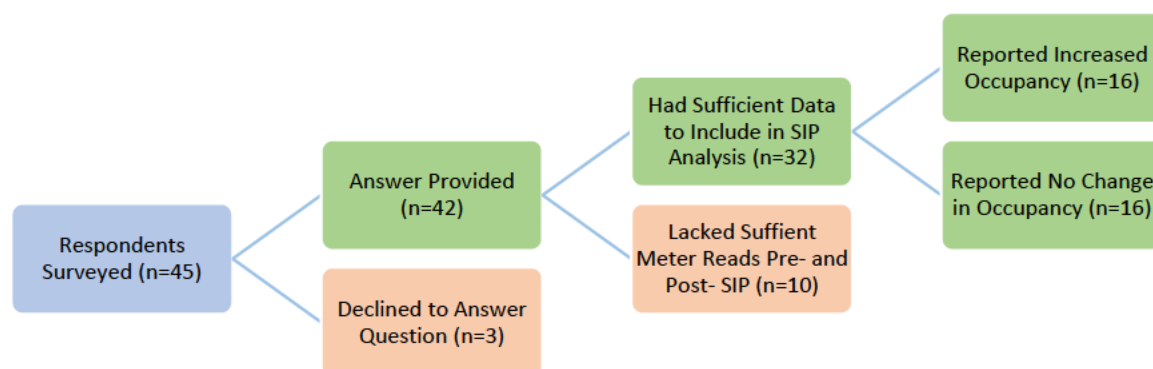 Respondents
Surveyed (n=45)
Answer Provided
(n=42)
Declined to Answer
Question (n=3)
Had Sufficient Data
to Include in SIP
Analysis (n=32)
Lacked Suffient
Meter Reads Pre- and
Post- SIP (n=10)
Reported Increased
Occupancy (n=16)
Reported No Change
in Occupancy (n=16)